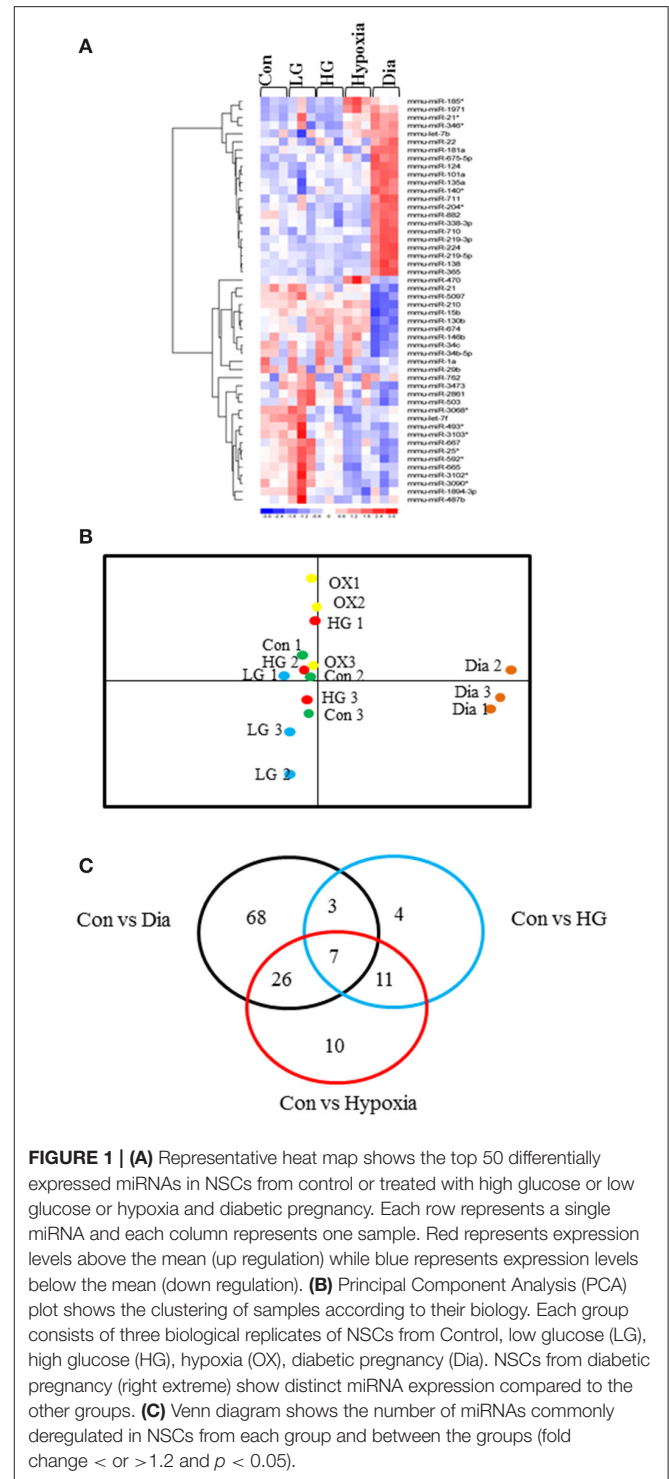 A
Con LG HG Hypoxia Dia
mmu-miR-185*
mmu-miR-1971
mmu-miR-21*
mmu-miR-346*
mmu-let-7b
mmu-miR-22
mmu-miR-181a
mmu-miR-675-5p
mmu-miR-124
mmu-miR-101a
mmu-miR-135a
mmu-miR-140*
mmu-miR-711
mmu-miR-204*
mmu-miR-882
mmu-miR-338-3p
mmu-miR-710
mmu-miR-219-3p
mmu-miR-224
mmu-miR-219-5p
mmu-miR-138
mmu-miR-365
mmu-miR-470
mmu-miR-21
mmu-miR-5097
mmu-miR-210
mmu-miR-15b
mmu-miR-130b
mmu-miR-674
mmu-miR-146b
mmu-miR-34c
mmu-miR-34b-5p
mmu-miR-1a
mmu-miR-29b
mmu-miR-762
mmu-miR-3473
mmu-miR-2861
mmu-miR-503
mmu-miR-3068*
mmu-let-7f
mmu-miR-493*
mmu-miR-3103*
mmu-miR-667
mmu-miR-25*
mmu-miR-592*
mmu-miR-665
mmu-miR-3102*
mmu-miR-3090*
mmu-miR-1894-3p
mmu-miR-487b
B
OX1
OX2
HG 1
Con 1
HG 2
OX3
LG 1
Con 2
Dia 2
HG 3
Dia 3
Con 3
Dia 1
LG 3
LG 2
C
Con vs Dia
68
3
4
Con vs HG
7
26
11
10
Con vs Hypoxia
FIGURE 1 | (A) Representative heat map shows the top 50 differentially
expressed miRNAs in NSCs from control or treated with high glucose or low
glucose or hypoxia and diabetic pregnancy. Each row represents a single
miRNA and each column represents one sample. Red represents expression
levels above the mean (up regulation) while blue represents expression levels
below the mean (down regulation). (B) Principal Component Analysis (PCA)
plot shows the clustering of samples according to their biology. Each group
consists of three biological replicates of NSCs from Control, low glucose (LG),
high glucose (HG), hypoxia (OX), diabetic pregnancy (Dia). NSCs from diabetic
pregnancy (right extreme) show distinct miRNA expression compared to the
other groups. (C) Venn diagram shows the number of miRNAs commonly
deregulated in NSCs from each group and between the groups (fold
change < or >1.2 and p < 0.05).